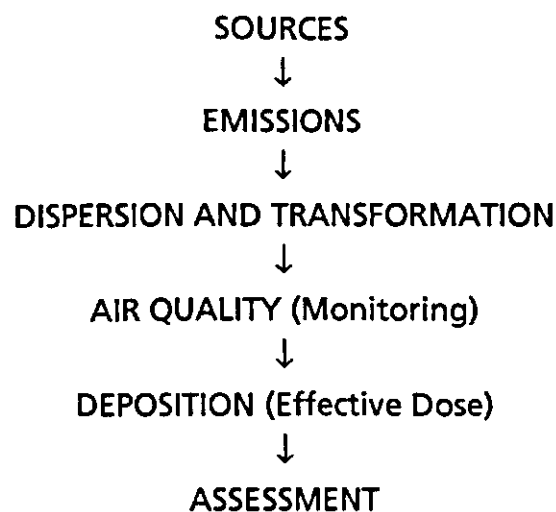 SOURCES
↓
EMISSIONS
↓
DISPERSION AND TRANSFORMATION
↓
AIR QUALITY (Monitoring)
↓
DEPOSITION (Effective Dose)
↓
ASSESSMENT